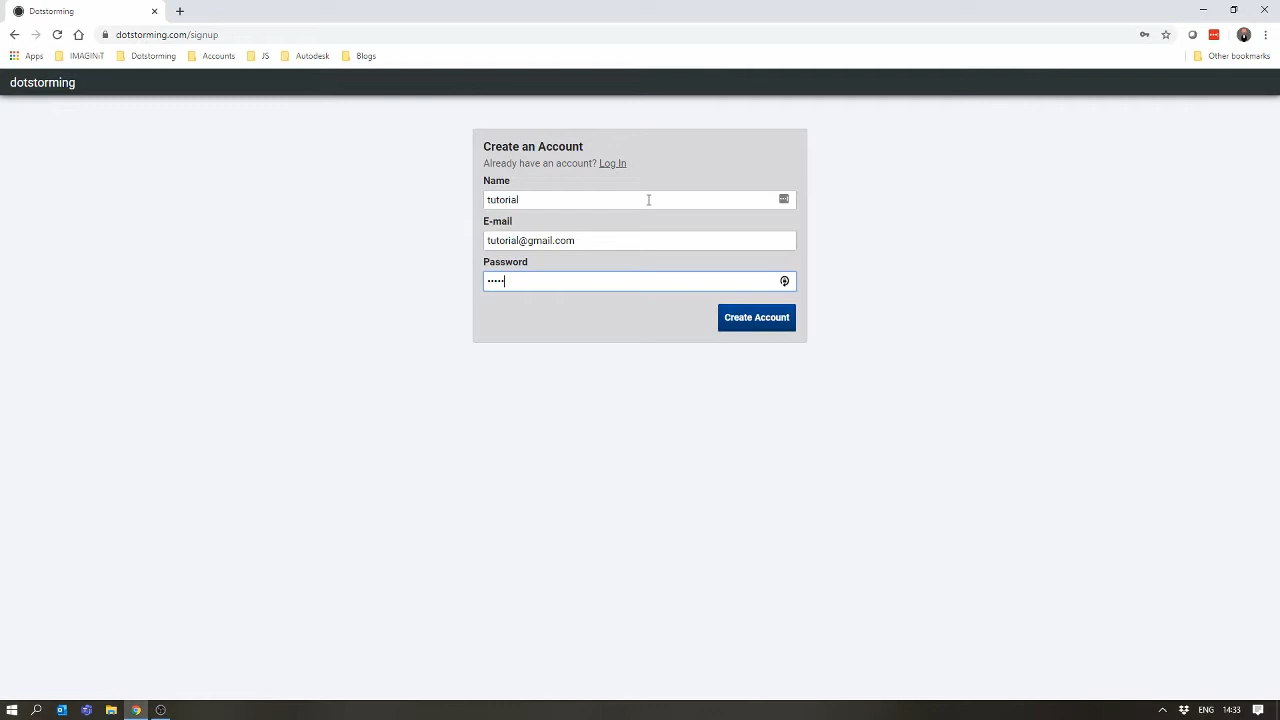 Dotstorming
dotstorming.com/signup
Apps IMAGINiT Dotstorming Accounts JS Autodesk Blogs Other bookmarks
dotstorming
Create an Account
Already have an account? Log In
Name
tutorial
E-mail
tutorial@gmail.com
Password
•••••
Create Account
ENG 14:33